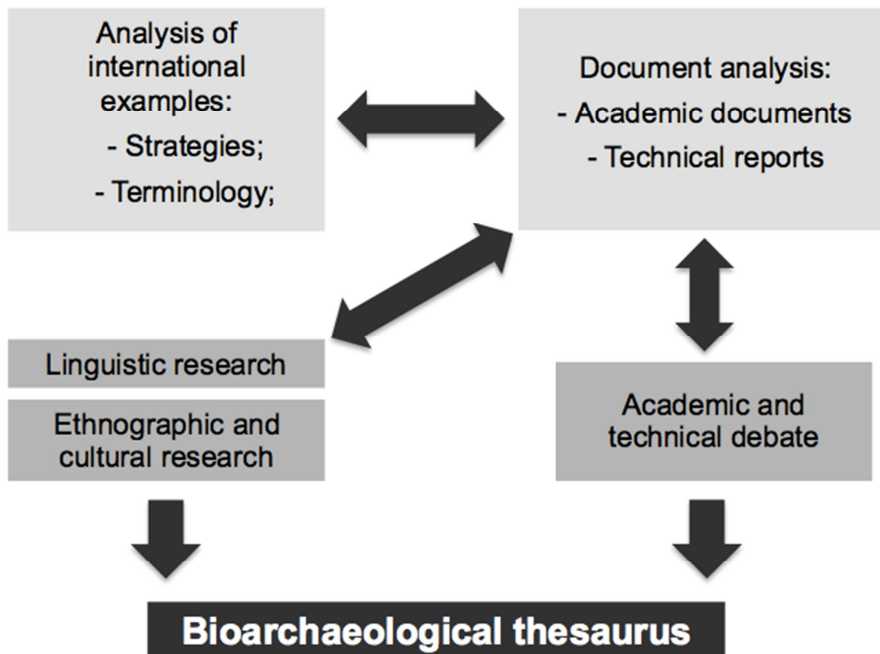 Analysis of
international
examples:
- Strategies;
- Terminology;
Document analysis:
- Academic documents
- Technical reports
Linguistic research
Ethnographic and
cultural research
Academic and
technical debate
Bioarchaeological thesaurus